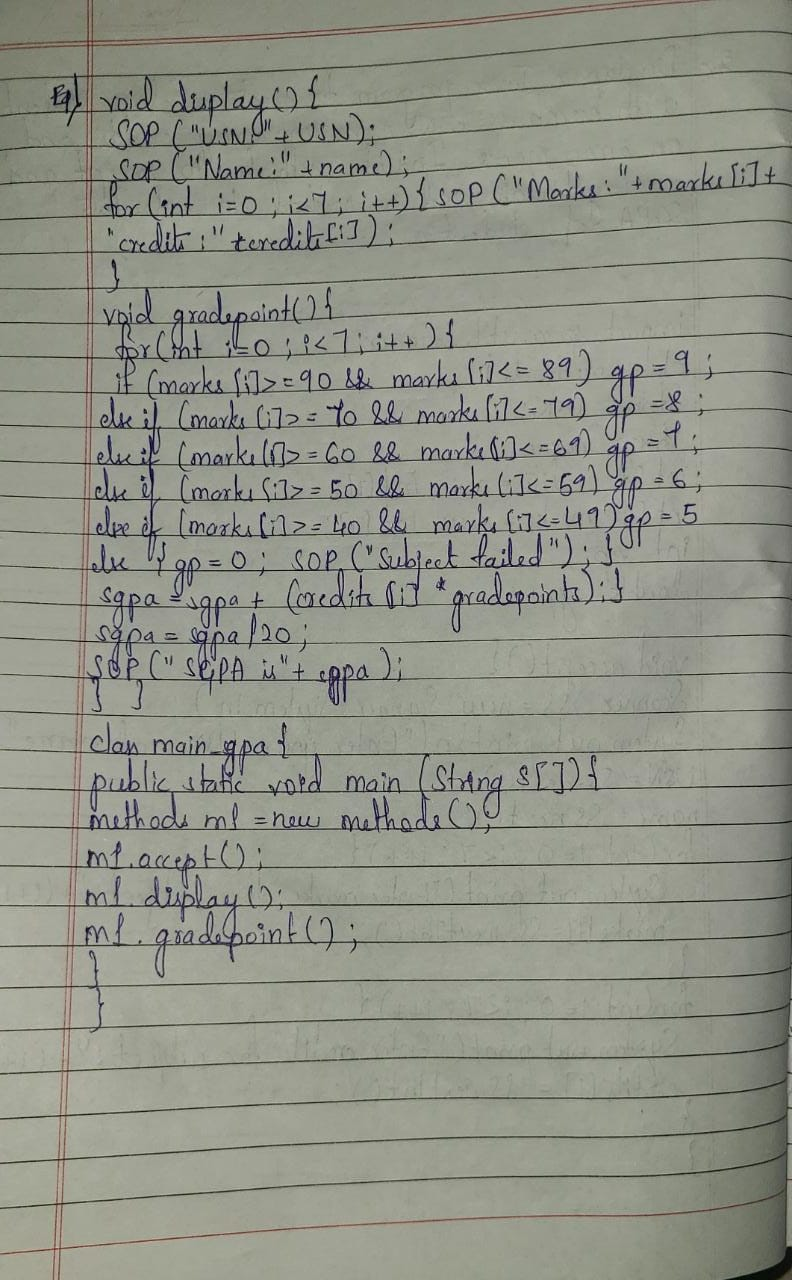 void display() {
SOP ("USN:" + USN);
SOP ("Name:" + name);
for (int i=0 ; i<7 ; i++) { SOP ("Marks : " + marks [i] +
"credits :" + credits [i] );
}
void gradepoint() {
for (int i=0 ; i<7 ; i++ ) {
if (marks [i] >= 90 && marks [i] <= 89) gp = 9 ;
else if (marks [i] >= 70 && marks [i] <= 79) gp = 8 ;
else if (marks [i] >= 60 && marks [i] <= 69) gp = 7 ;
else if (marks [i] >= 50 && marks [i] <= 59) gp = 6 ;
else if (marks [i] >= 40 && marks [i] <= 49) gp = 5
else { gp = 0 ; SOP ("Subject failed") ; }
sgpa = sgpa + (credits [i] * gradepoints) ; }
sgpa = sgpa /20 ;
SOP (" SGPA is" + sgpa ) ;
} }
class main_gpa {
public static void main (String s[]) {
methods m1 = new methods () ;
m1.accept () ;
m1. display () ;
m1. gradepoint () ;
}
}